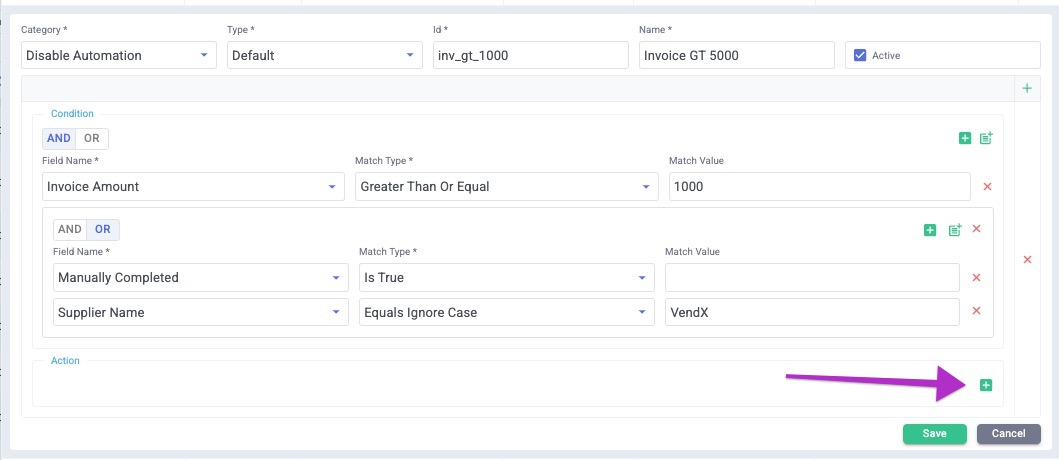 Category * Type * Id * Name *
Disable Automation Default inv_gt_1000 Invoice GT 5000 Active
Condition
AND OR
Field Name * Match Type * Match Value
Invoice Amount Greater Than Or Equal 1000
AND OR
Field Name * Match Type * Match Value
Manually Completed Is True
Supplier Name Equals Ignore Case VendX
Action
Save Cancel